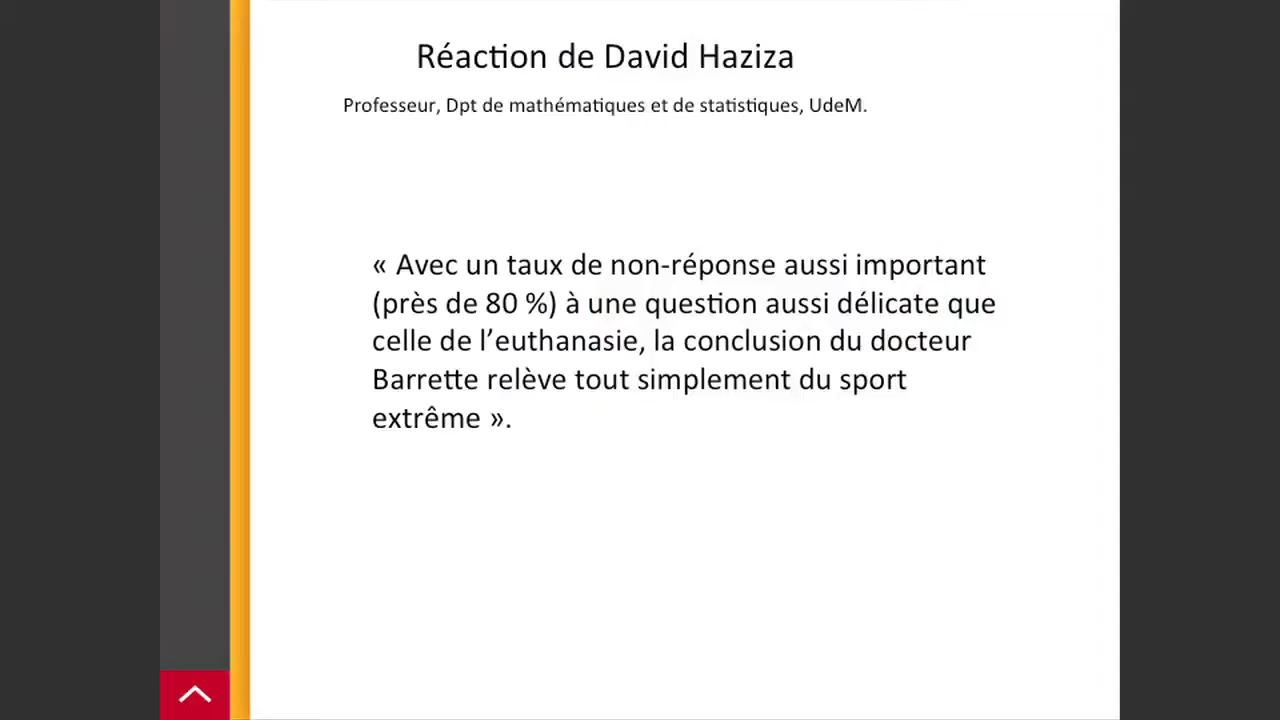 Réaction de David Haziza
Professeur, Dpt de mathématiques et de statistiques, UdeM.
« Avec un taux de non-réponse aussi important
(près de 80 %) à une question aussi délicate que
celle de l’euthanasie, la conclusion du docteur
Barrette relève tout simplement du sport
extrême ».